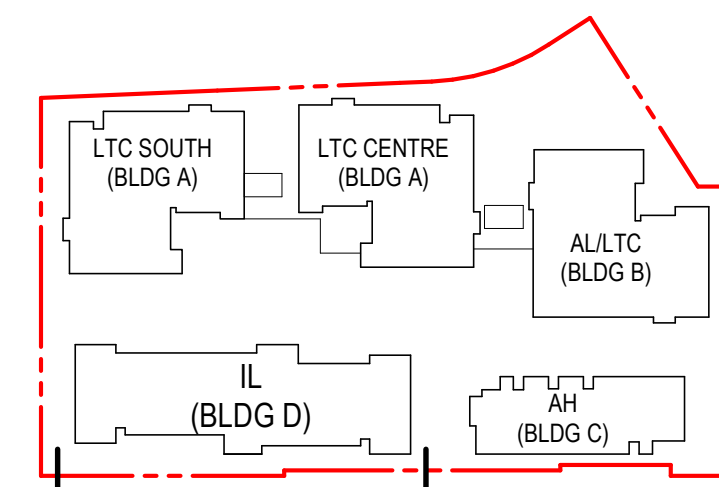 LTC SOUTH
(BLDG A)
LTC CENTRE
(BLDG A)
AL/LTC
(BLDG B)
IL
(BLDG D)
AH
(BLDG C)